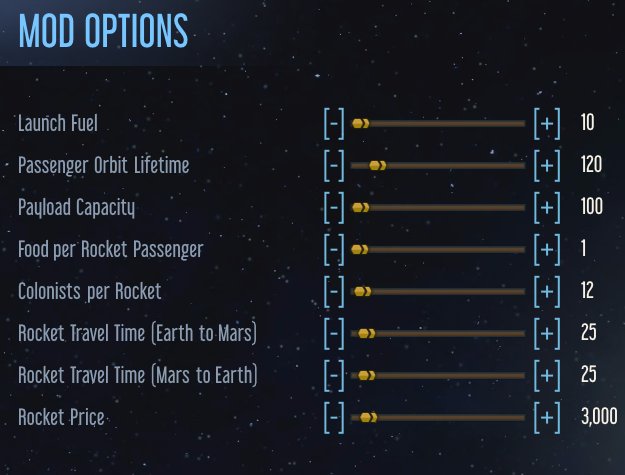 MOD OPTIONS
Launch Fuel [-] [+] 10
Passenger Orbit Lifetime [-] [+] 120
Payload Capacity [-] [+] 100
Food per Rocket Passenger [-] [+] 1
Colonists per Rocket [-] [+] 12
Rocket Travel Time (Earth to Mars) [-] [+] 25
Rocket Travel Time (Mars to Earth) [-] [+] 25
Rocket Price [-] [+] 3,000